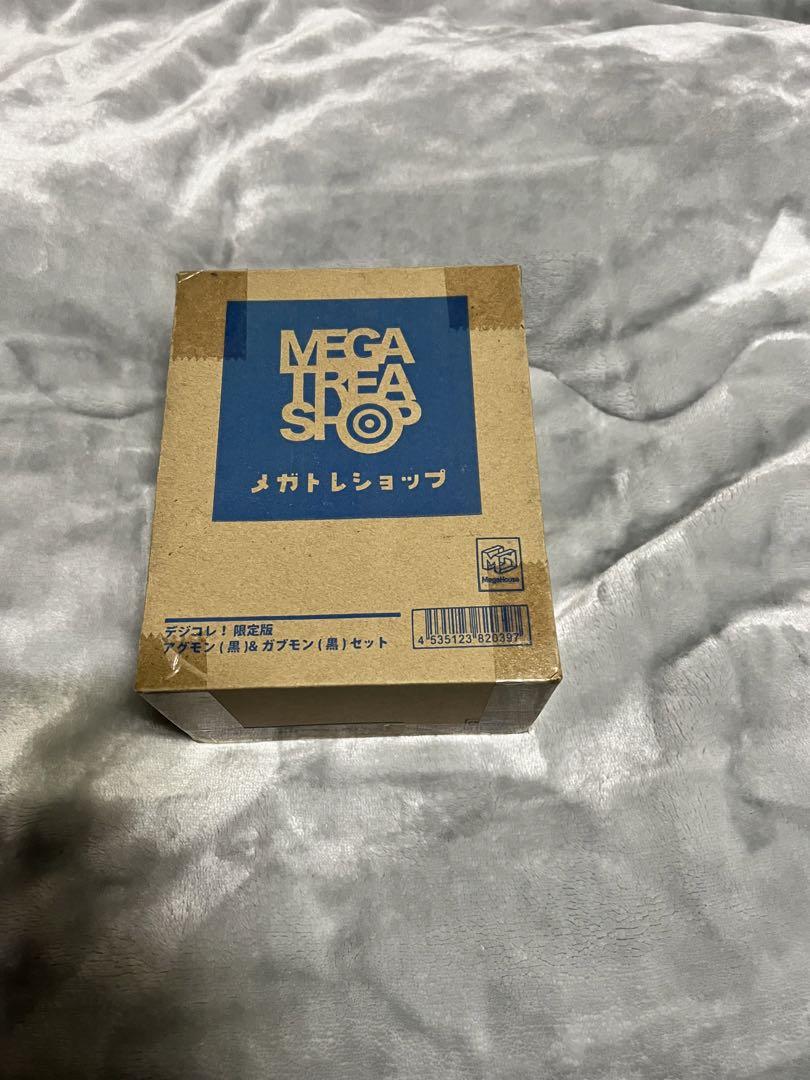 MEGA
TREA
SHOP
メガトレショップ
MegaHouse
デジコレ！限定版
アグモン(黒)&ガブモン(黒)セット
4 535123 820397